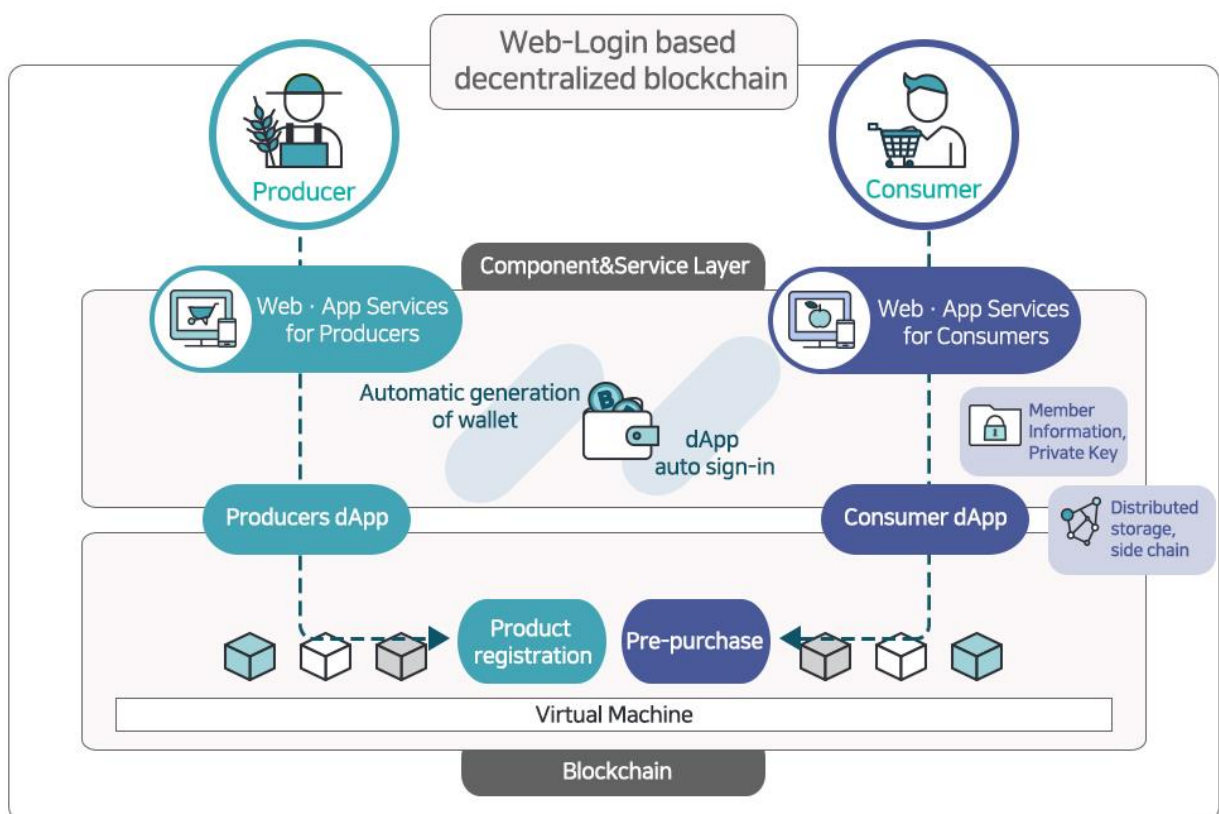 Web-Login based
decentralized blockchain
Producer
Consumer
Component&Service Layer
Web · App Services
for Producers
Web · App Services
for Consumers
Automatic generation
of wallet
dApp
auto sign-in
Member
Information,
Private Key
Producers dApp
Consumer dApp
Distributed
storage,
side chain
Product
registration
Pre-purchase
Virtual Machine
Blockchain